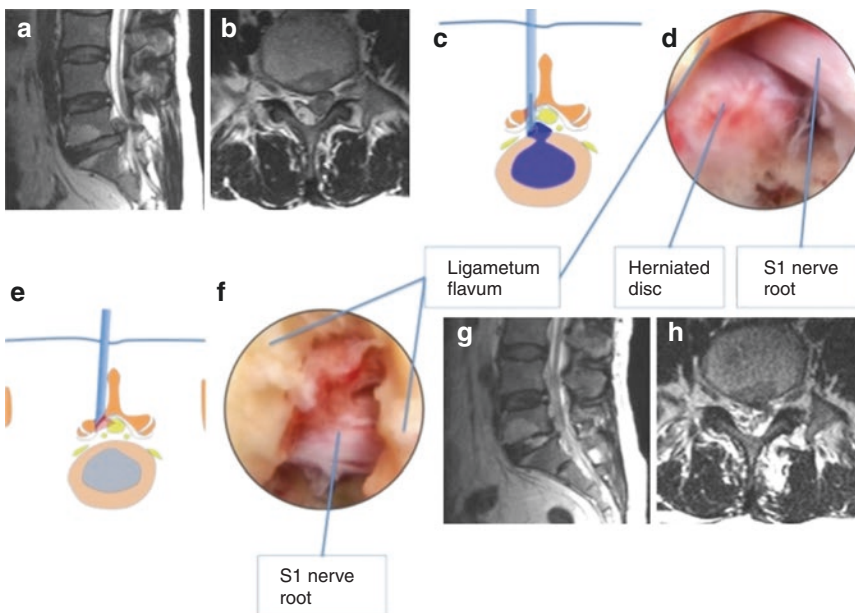 a
b
c
d
Ligametum
flavum
Herniated
disc
S1 nerve
root
e
f
g
h
S1 nerve
root